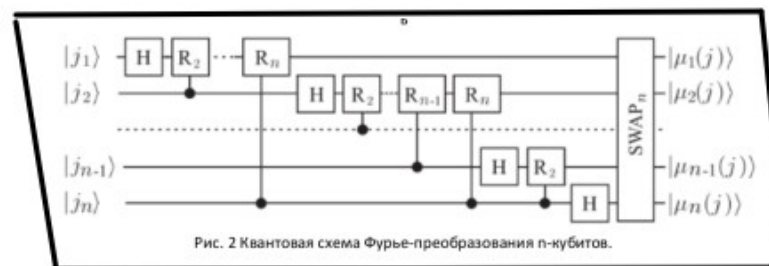 |j₁⟩ H R₂ ... Rₙ |μ₁(j)⟩
|j₂⟩ H R₂ Rₙ₋₁ Rₙ |μ₂(j)⟩
SWAPₙ
|jₙ₋₁⟩ H R₂ |μₙ₋₁(j)⟩
|jₙ⟩ H |μₙ(j)⟩
Рис. 2 Квантовая схема Фурье-преобразования n-кубитов.